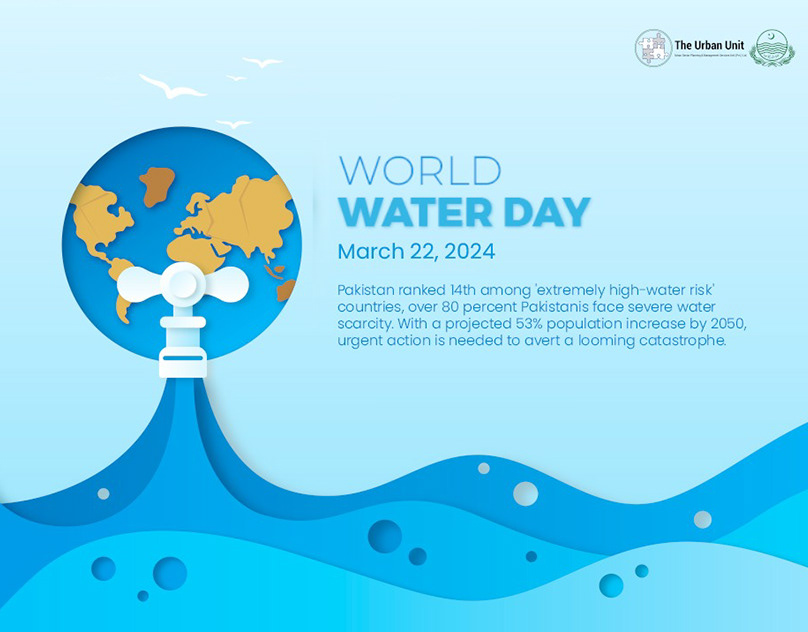 The Urban Unit
WORLD
WATER DAY
March 22, 2024
Pakistan ranked 14th among 'extremely high-water risk'
countries, over 80 percent Pakistanis face severe water
scarcity. With a projected 53% population increase by 2050,
urgent action is needed to avert a looming catastrophe.